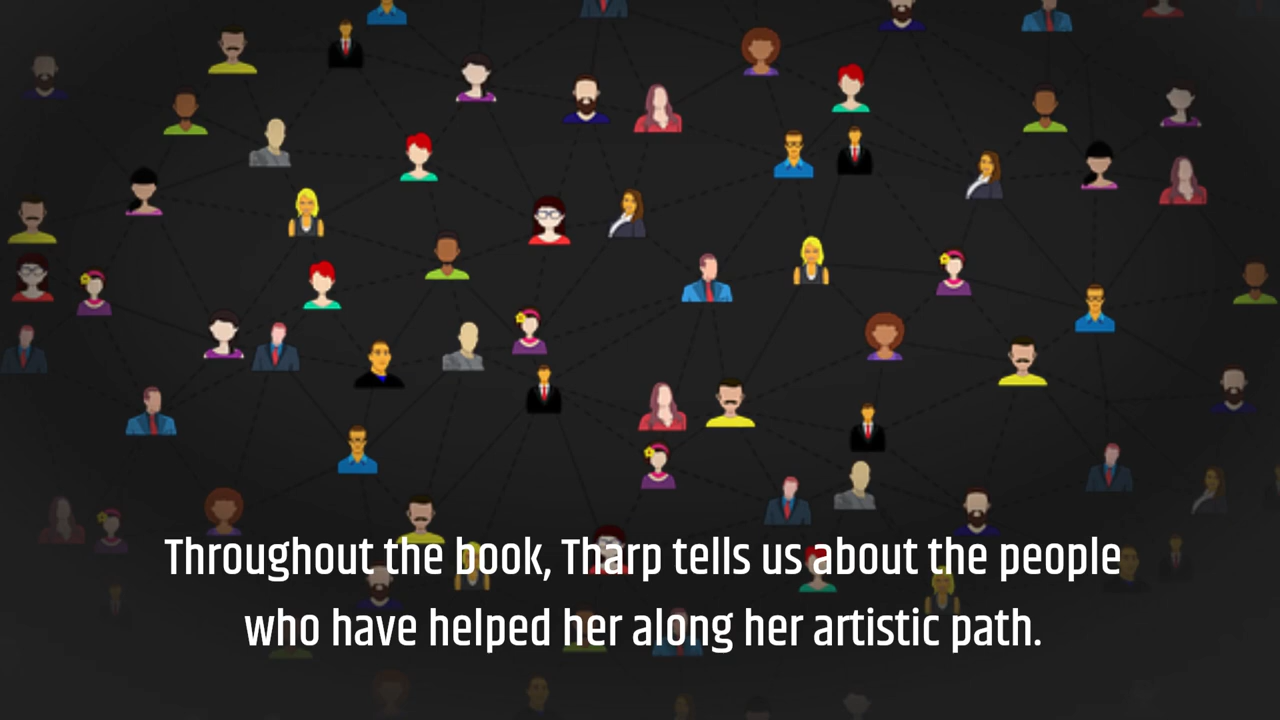 Throughout the book, Tharp tells us about the people
who have helped her along her artistic path.